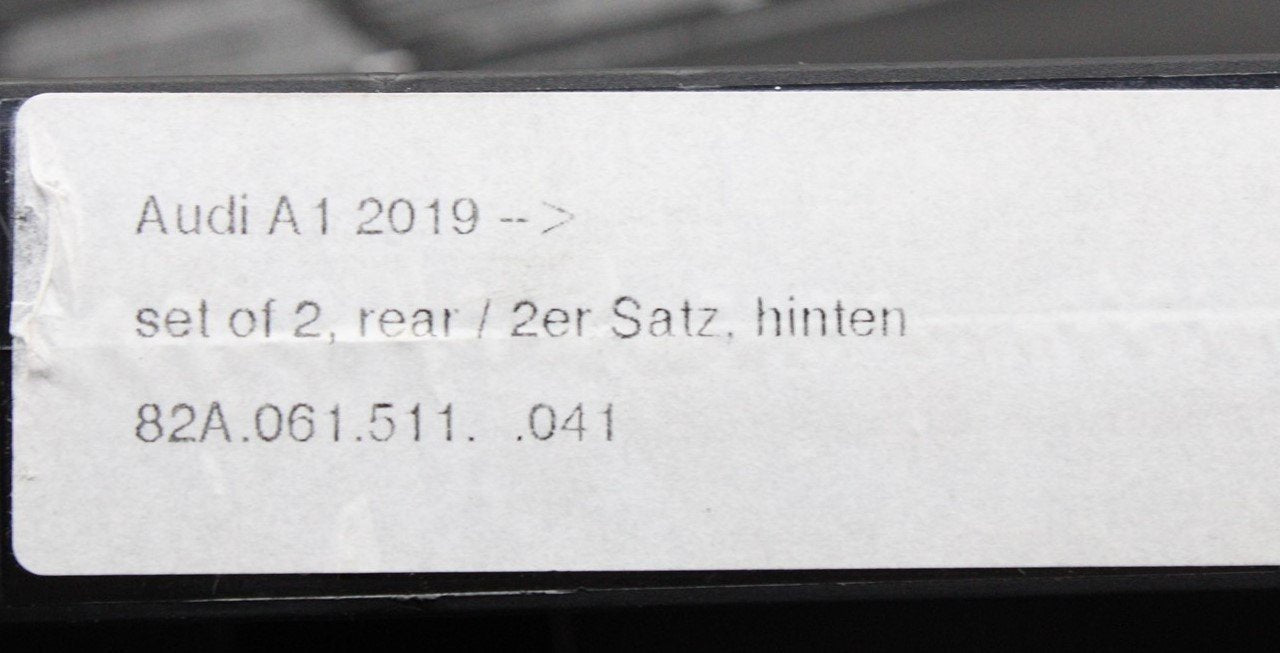 Audi A1 2019 -->
set of 2, rear / 2er Satz, hinten
82A.061.511. .041